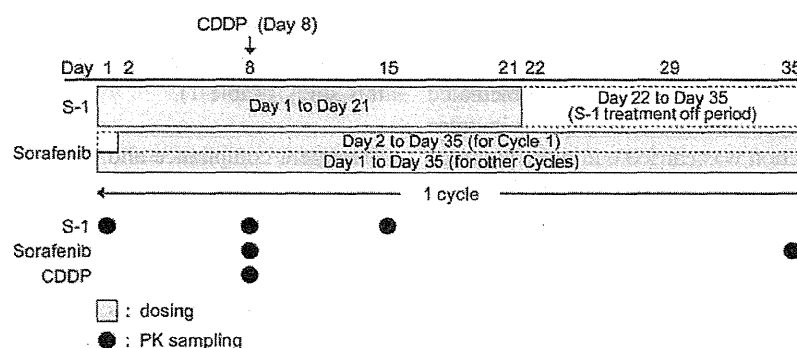 CDDP (Day 8)
Day 1 2 8 15 21 22 29 35
S-1
Day 1 to Day 21
Day 22 to Day 35
(S-1 treatment off period)
Sorafenib
Day 2 to Day 35 (for Cycle 1)
Day 1 to Day 35 (for other Cycles)
1 cycle
S-1
Sorafenib
CDDP
: dosing
: PK sampling